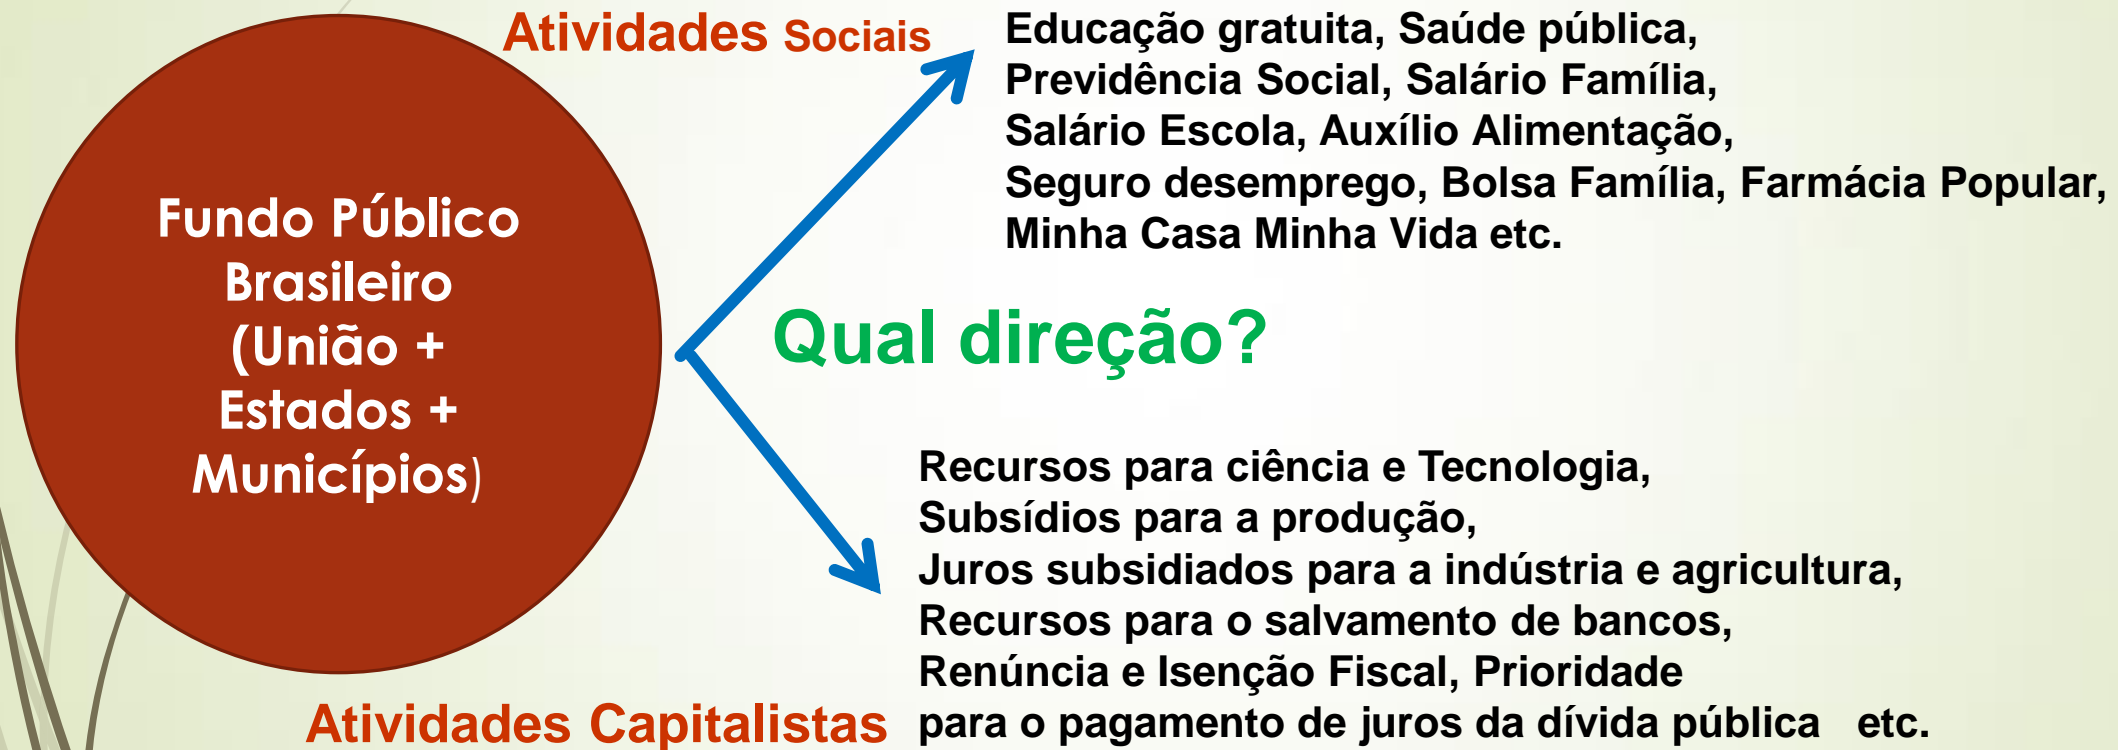 Atividades Sociais
Educação gratuita, Saúde pública,
Previdência Social, Salário Família,
Salário Escola, Auxílio Alimentação,
Seguro desemprego, Bolsa Família, Farmácia Popular,
Minha Casa Minha Vida etc.
Fundo Público
Brasileiro
(União +
Estados +
Municípios)
Qual direção?
Recursos para ciência e Tecnologia,
Subsídios para a produção,
Juros subsidiados para a indústria e agricultura,
Recursos para o salvamento de bancos,
Renúncia e Isenção Fiscal, Prioridade
para o pagamento de juros da dívida pública etc.
Atividades Capitalistas